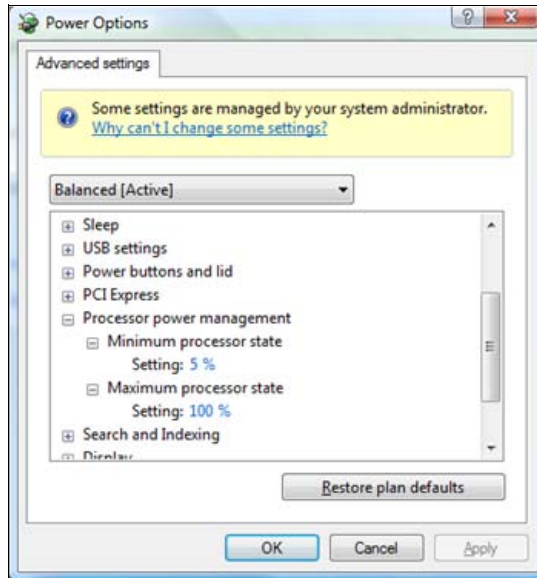 Power Options
Advanced settings
Some settings are managed by your system administrator.
Why can't I change some settings?
Balanced [Active]
Sleep
USB settings
Power buttons and lid
PCI Express
Processor power management
Minimum processor state
Setting: 5 %
Maximum processor state
Setting: 100 %
Search and Indexing
Display
Restore plan defaults
OK Cancel Apply